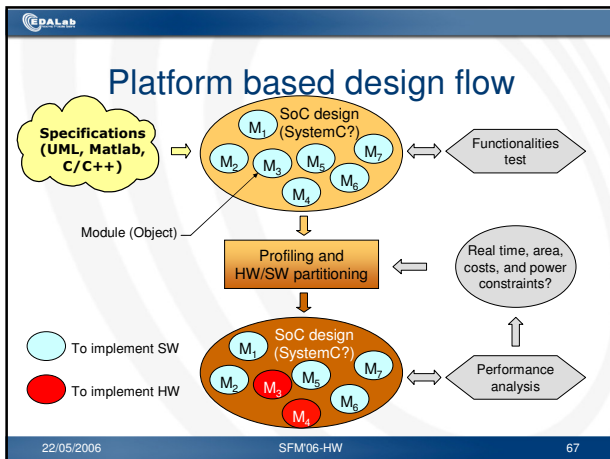 EDALab
Platform based design flow
Specifications
(UML, Matlab,
C/C++)
SoC design
(SystemC?)
M1
M2
M3
M5
M7
M4
M6
Functionalities
test
Module (Object)
Profiling and
HW/SW partitioning
Real time, area,
costs, and power
constraints?
To implement SW
To implement HW
SoC design
(SystemC?)
M1
M2
M3
M5
M7
M4
M6
Performance
analysis
22/05/2006
SFM'06-HW
67